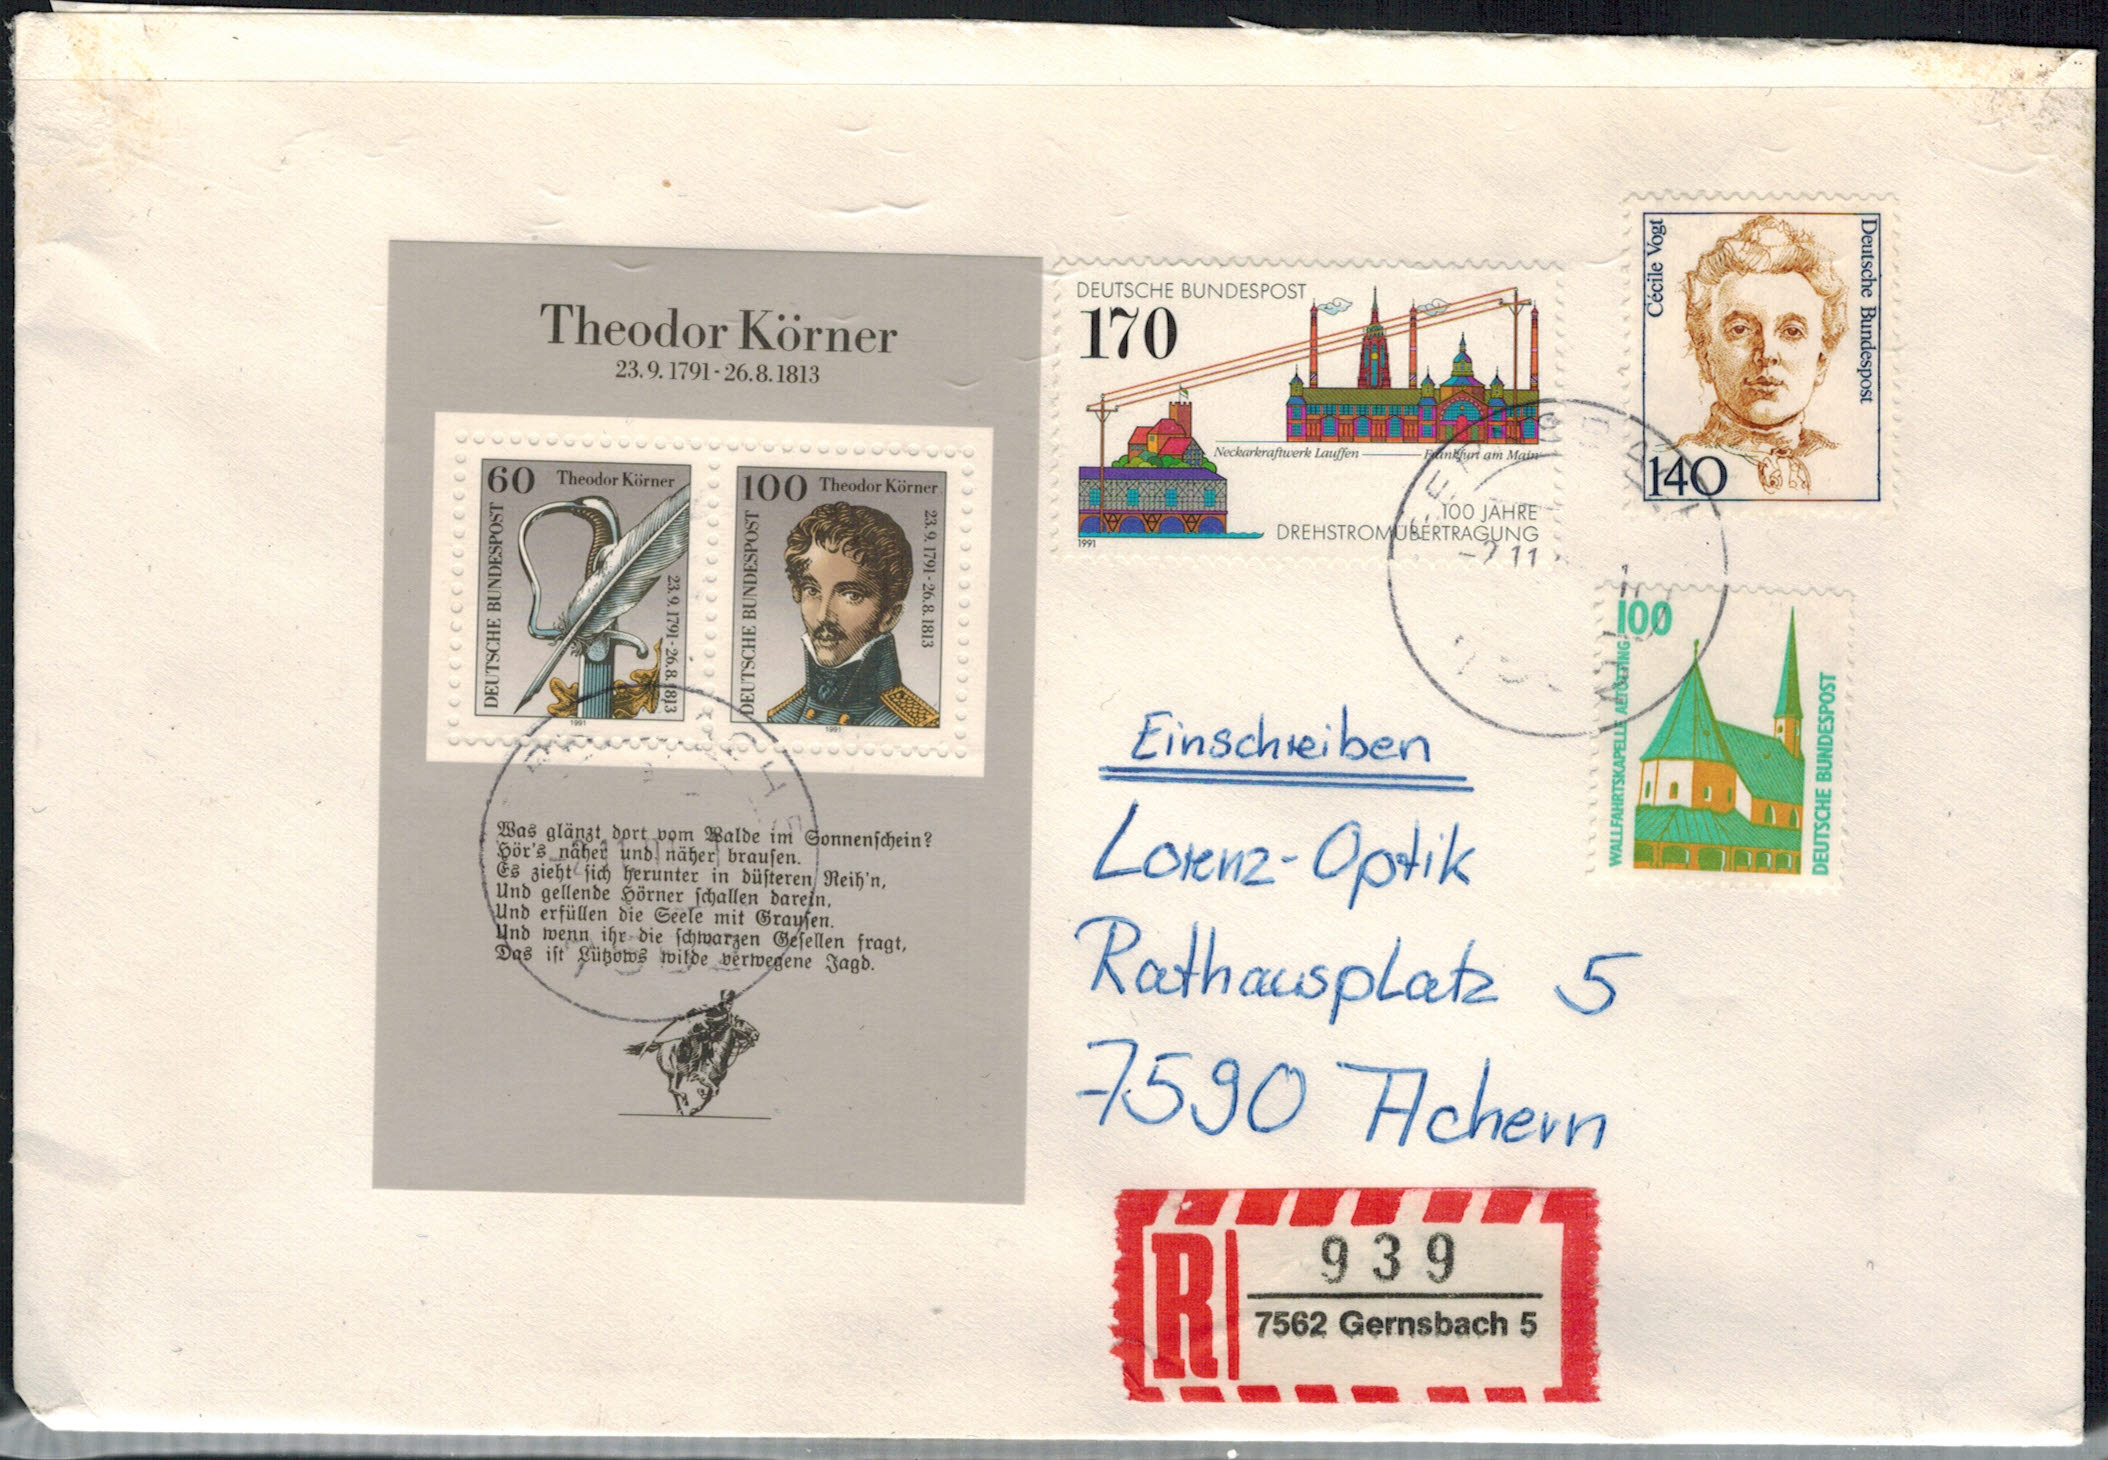 Theodor Körner
23.9.1791-26.8.1813
60 Theodor Körner
DEUTSCHE BUNDESPOST
23.9.1791-26.8.1813
1991
100 Theodor Körner
DEUTSCHE BUNDESPOST
23.9.1791-26.8.1813
1991
Was glänzt dort vom Walde im Sonnenschein?
Hör's näher und näher brausen.
Es zieht sich herunter in düsteren Reih'n,
Und gellende Hörner schallen darein,
Und erfüllen die Seele mit Grausen.
Und wenn ihr die schwarzen Gesellen fragt,
Das ist Lützows wilde verwegene Jagd.
DEUTSCHE BUNDESPOST
170
Neckarkraftwerk Lauffen
Frankfurt am Main
100 JAHRE
DREHSTROMÜBERTRAGUNG
1991
Cécile Vogt
Deutsche Bundespost
140
100
WALLFAHRTSKAPELLE ALTÖTTING
DEUTSCHE BUNDESPOST
Einschreiben
Lorenz-Optik
Rathausplatz 5
7590 Achern
R
939
7562 Gernsbach 5